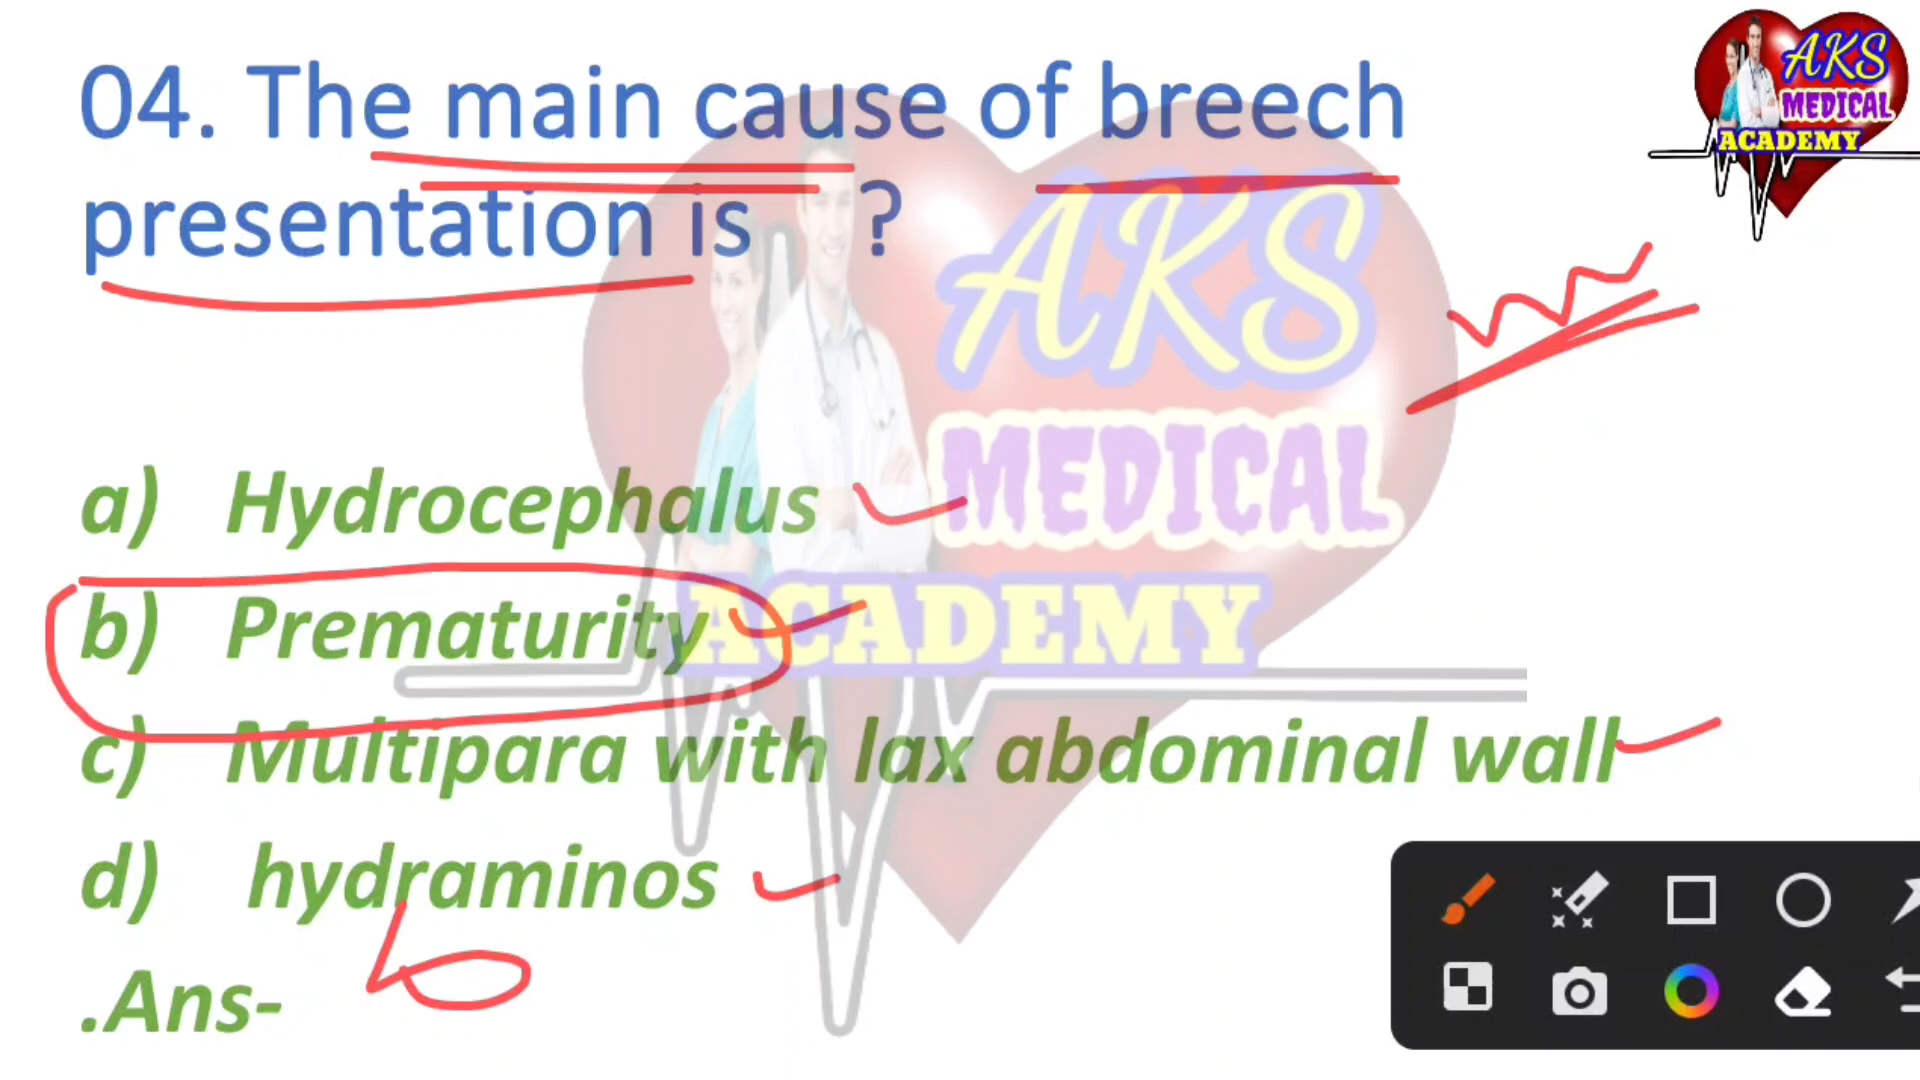 04. The main cause of breech
presentation is ?
a) Hydrocephalus
b) Prematurity
c) Multipara with lax abdominal wall
d) hydraminos
.Ans- b
AKS
MEDICAL
ACADEMY
AKS
MEDICAL
ACADEMY